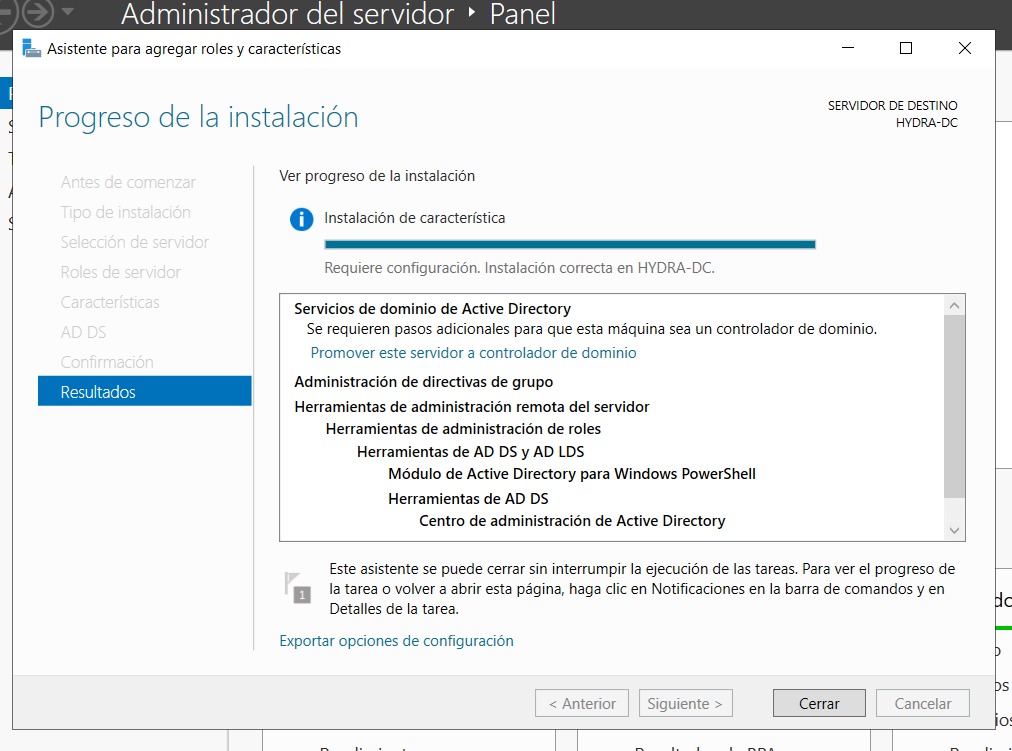 Administrador del servidor ‣ Panel
Asistente para agregar roles y características
Progreso de la instalación
SERVIDOR DE DESTINO
HYDRA-DC
Antes de comenzar
Tipo de instalación
Selección de servidor
Roles de servidor
Características
AD DS
Confirmación
Resultados
Ver progreso de la instalación
Instalación de característica
Requiere configuración. Instalación correcta en HYDRA-DC.
Servicios de dominio de Active Directory
Se requieren pasos adicionales para que esta máquina sea un controlador de dominio.
Promover este servidor a controlador de dominio
Administración de directivas de grupo
Herramientas de administración remota del servidor
Herramientas de administración de roles
Herramientas de AD DS y AD LDS
Módulo de Active Directory para Windows PowerShell
Herramientas de AD DS
Centro de administración de Active Directory
1
Este asistente se puede cerrar sin interrumpir la ejecución de las tareas. Para ver el progreso de
la tarea o volver a abrir esta página, haga clic en Notificaciones en la barra de comandos y en
Detalles de la tarea.
Exportar opciones de configuración
< Anterior
Siguiente >
Cerrar
Cancelar